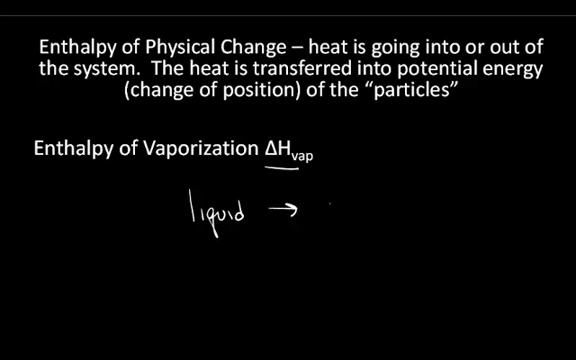 Enthalpy of Physical Change – heat is going into or out of
the system.  The heat is transferred into potential energy
(change of position) of the “particles”
Enthalpy of Vaporization ΔHvap
liquid →